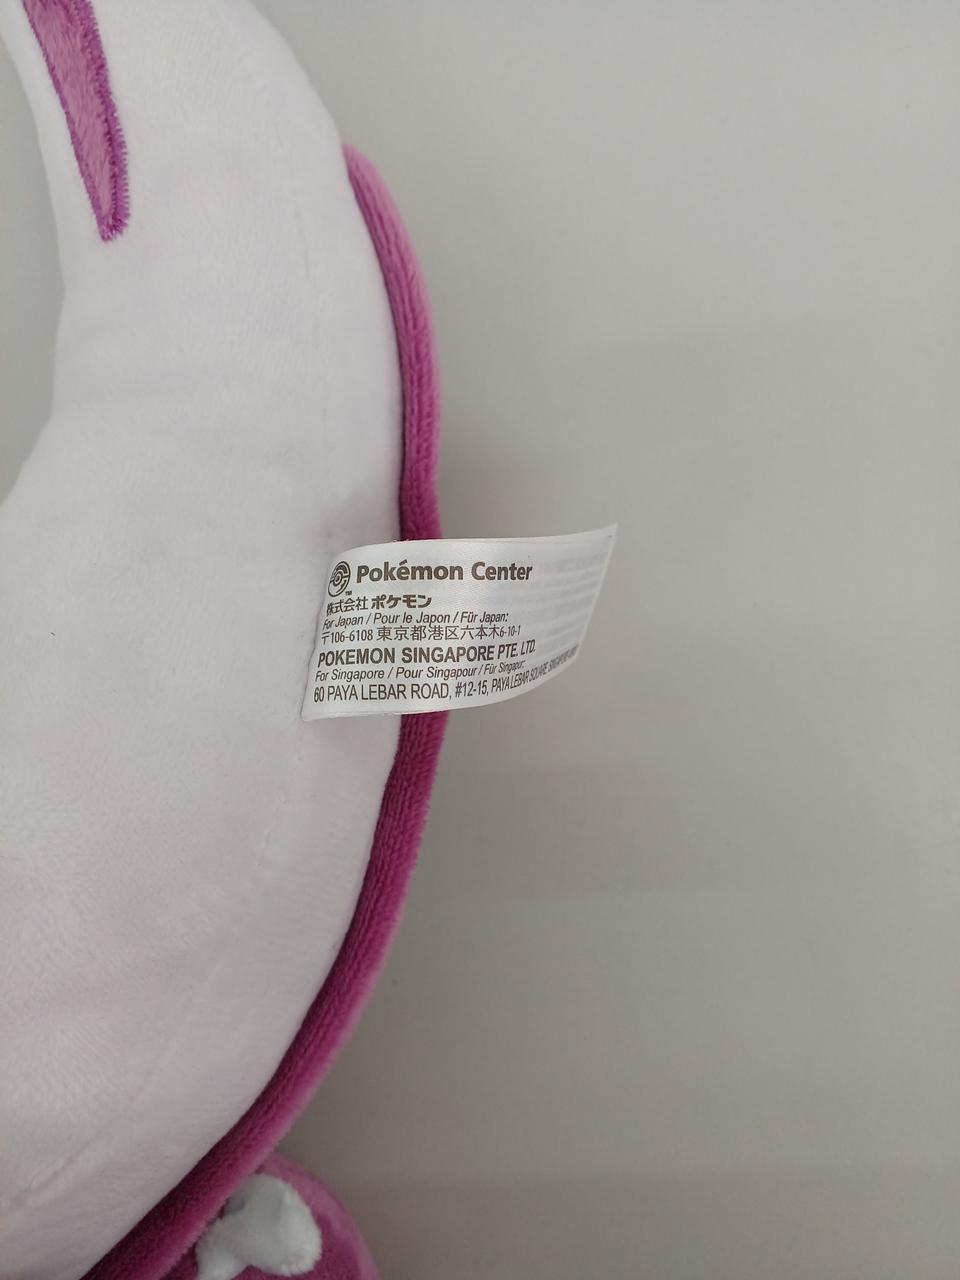 Pokémon Center
TM
株式会社 ポケモン
For Japan / Pour le Japon / Für Japan:
〒106-6108 東京都港区六本木6-10-1
POKEMON SINGAPORE PTE. LTD.
For Singapore / Pour Singapour / Für Singapur:
60 PAYA LEBAR ROAD, #12-15, PAYA LEBAR SQUARE,